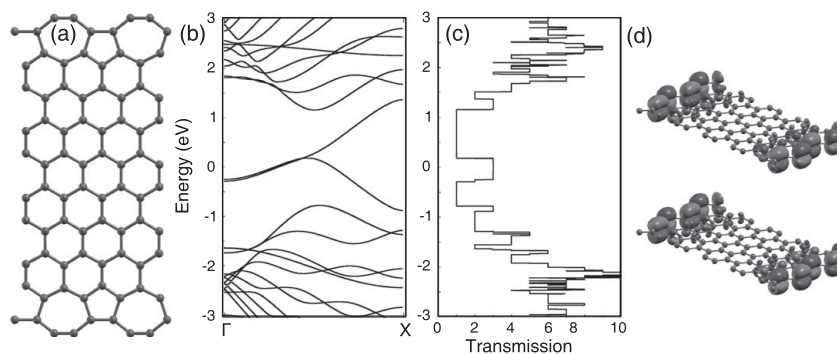 (a)
(b)
(c)
(d)
3
2
1
0
-1
-2
-3
Energy (eV)
Γ
X
3
2
1
0
-1
-2
-3
0 2 4 6 8 10
Transmission